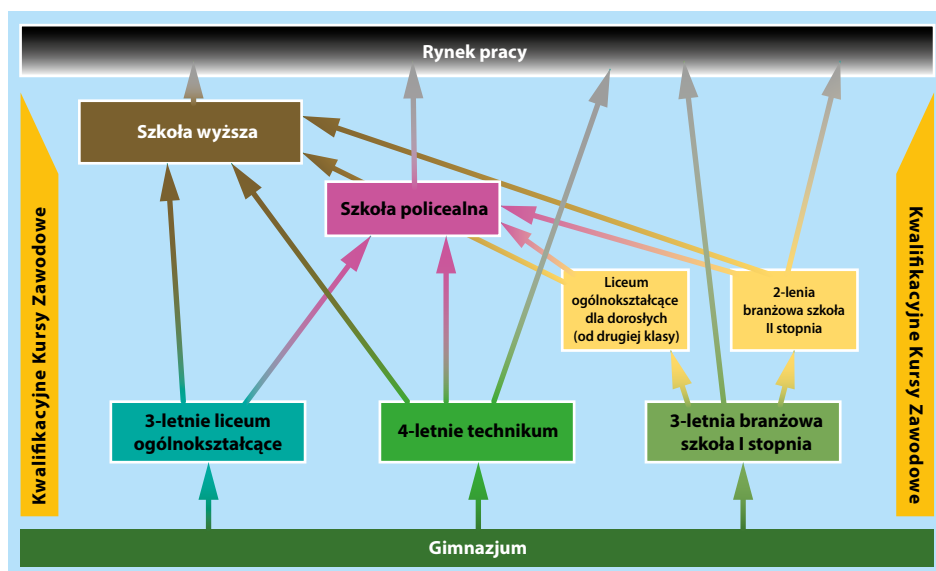 Rynek pracy
Szkoła wyższa
Szkoła policealna
Kwalifikacyjne Kursy Zawodowe
Kwalifikacyjne Kursy Zawodowe
Liceum
ogólnokształcące
dla dorosłych
(od drugiej klasy)
2-lenia
branżowa szkoła
II stopnia
3-letnie liceum
ogólnokształcące
4-letnie technikum
3-letnia branżowa
szkoła I stopnia
Gimnazjum